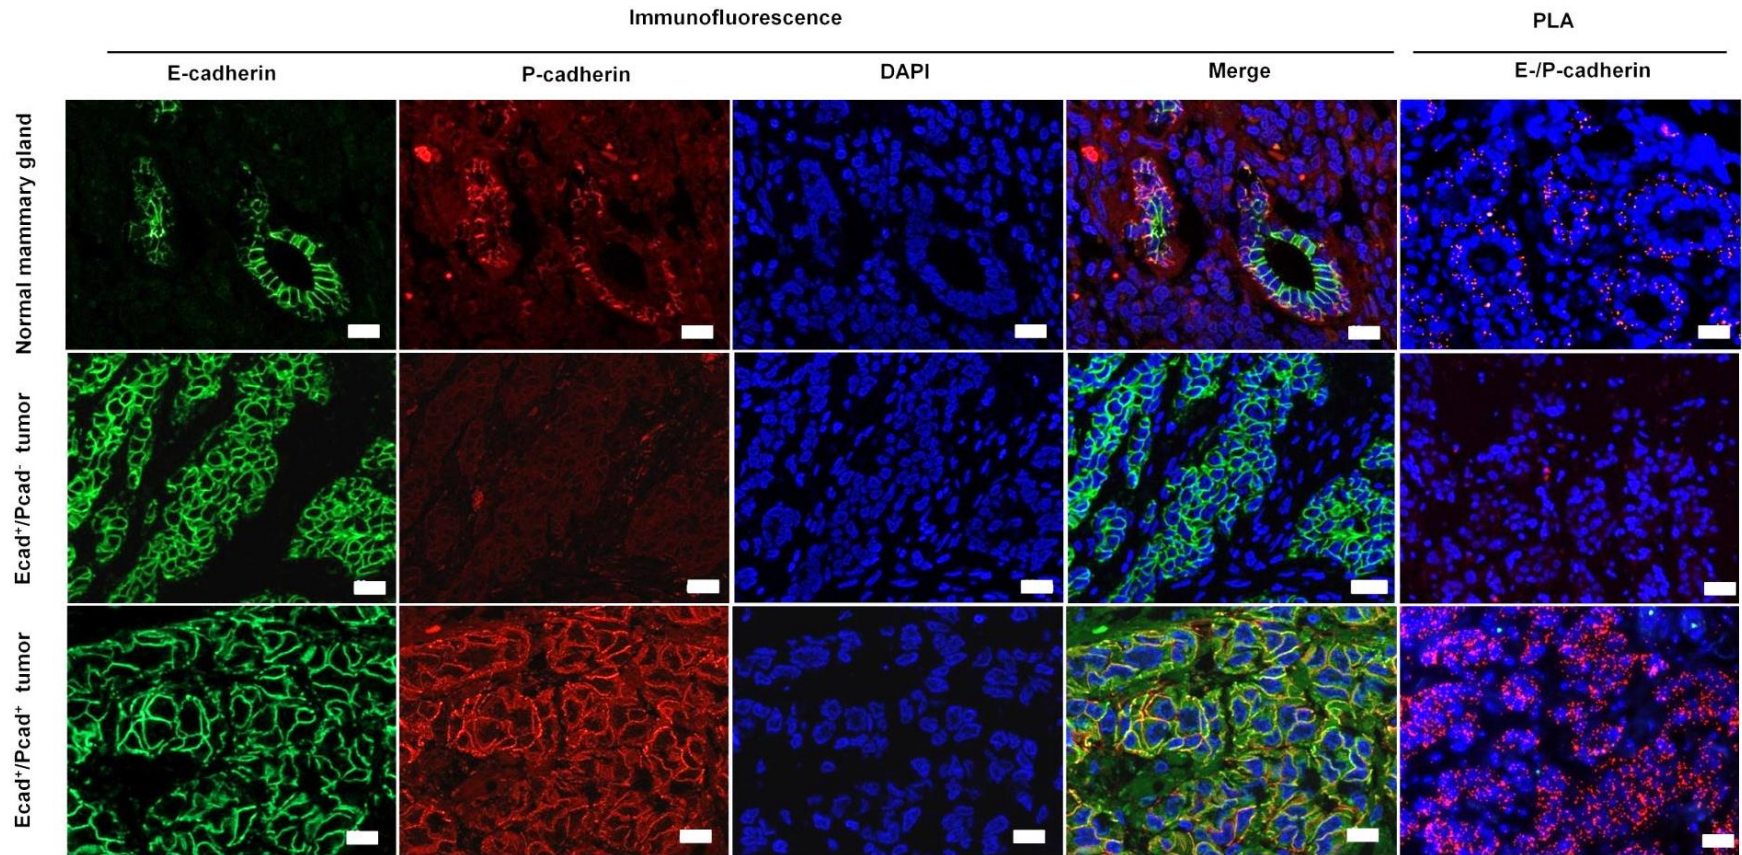 Immunofluorescence
PLA
E-cadherin
P-cadherin
DAPI
Merge
E-/P-cadherin
Normal mammary gland
Ecad⁺/Pcad⁻ tumor
Ecad⁺/Pcad⁺ tumor